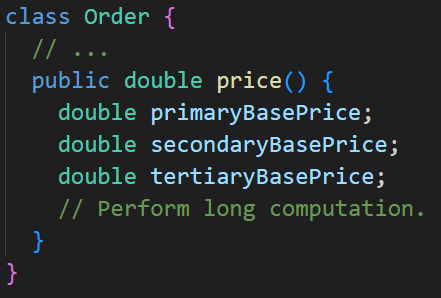 class Order {
  // ...
  public double price() {
    double primaryBasePrice;
    double secondaryBasePrice;
    double tertiaryBasePrice;
    // Perform long computation.
  }
}